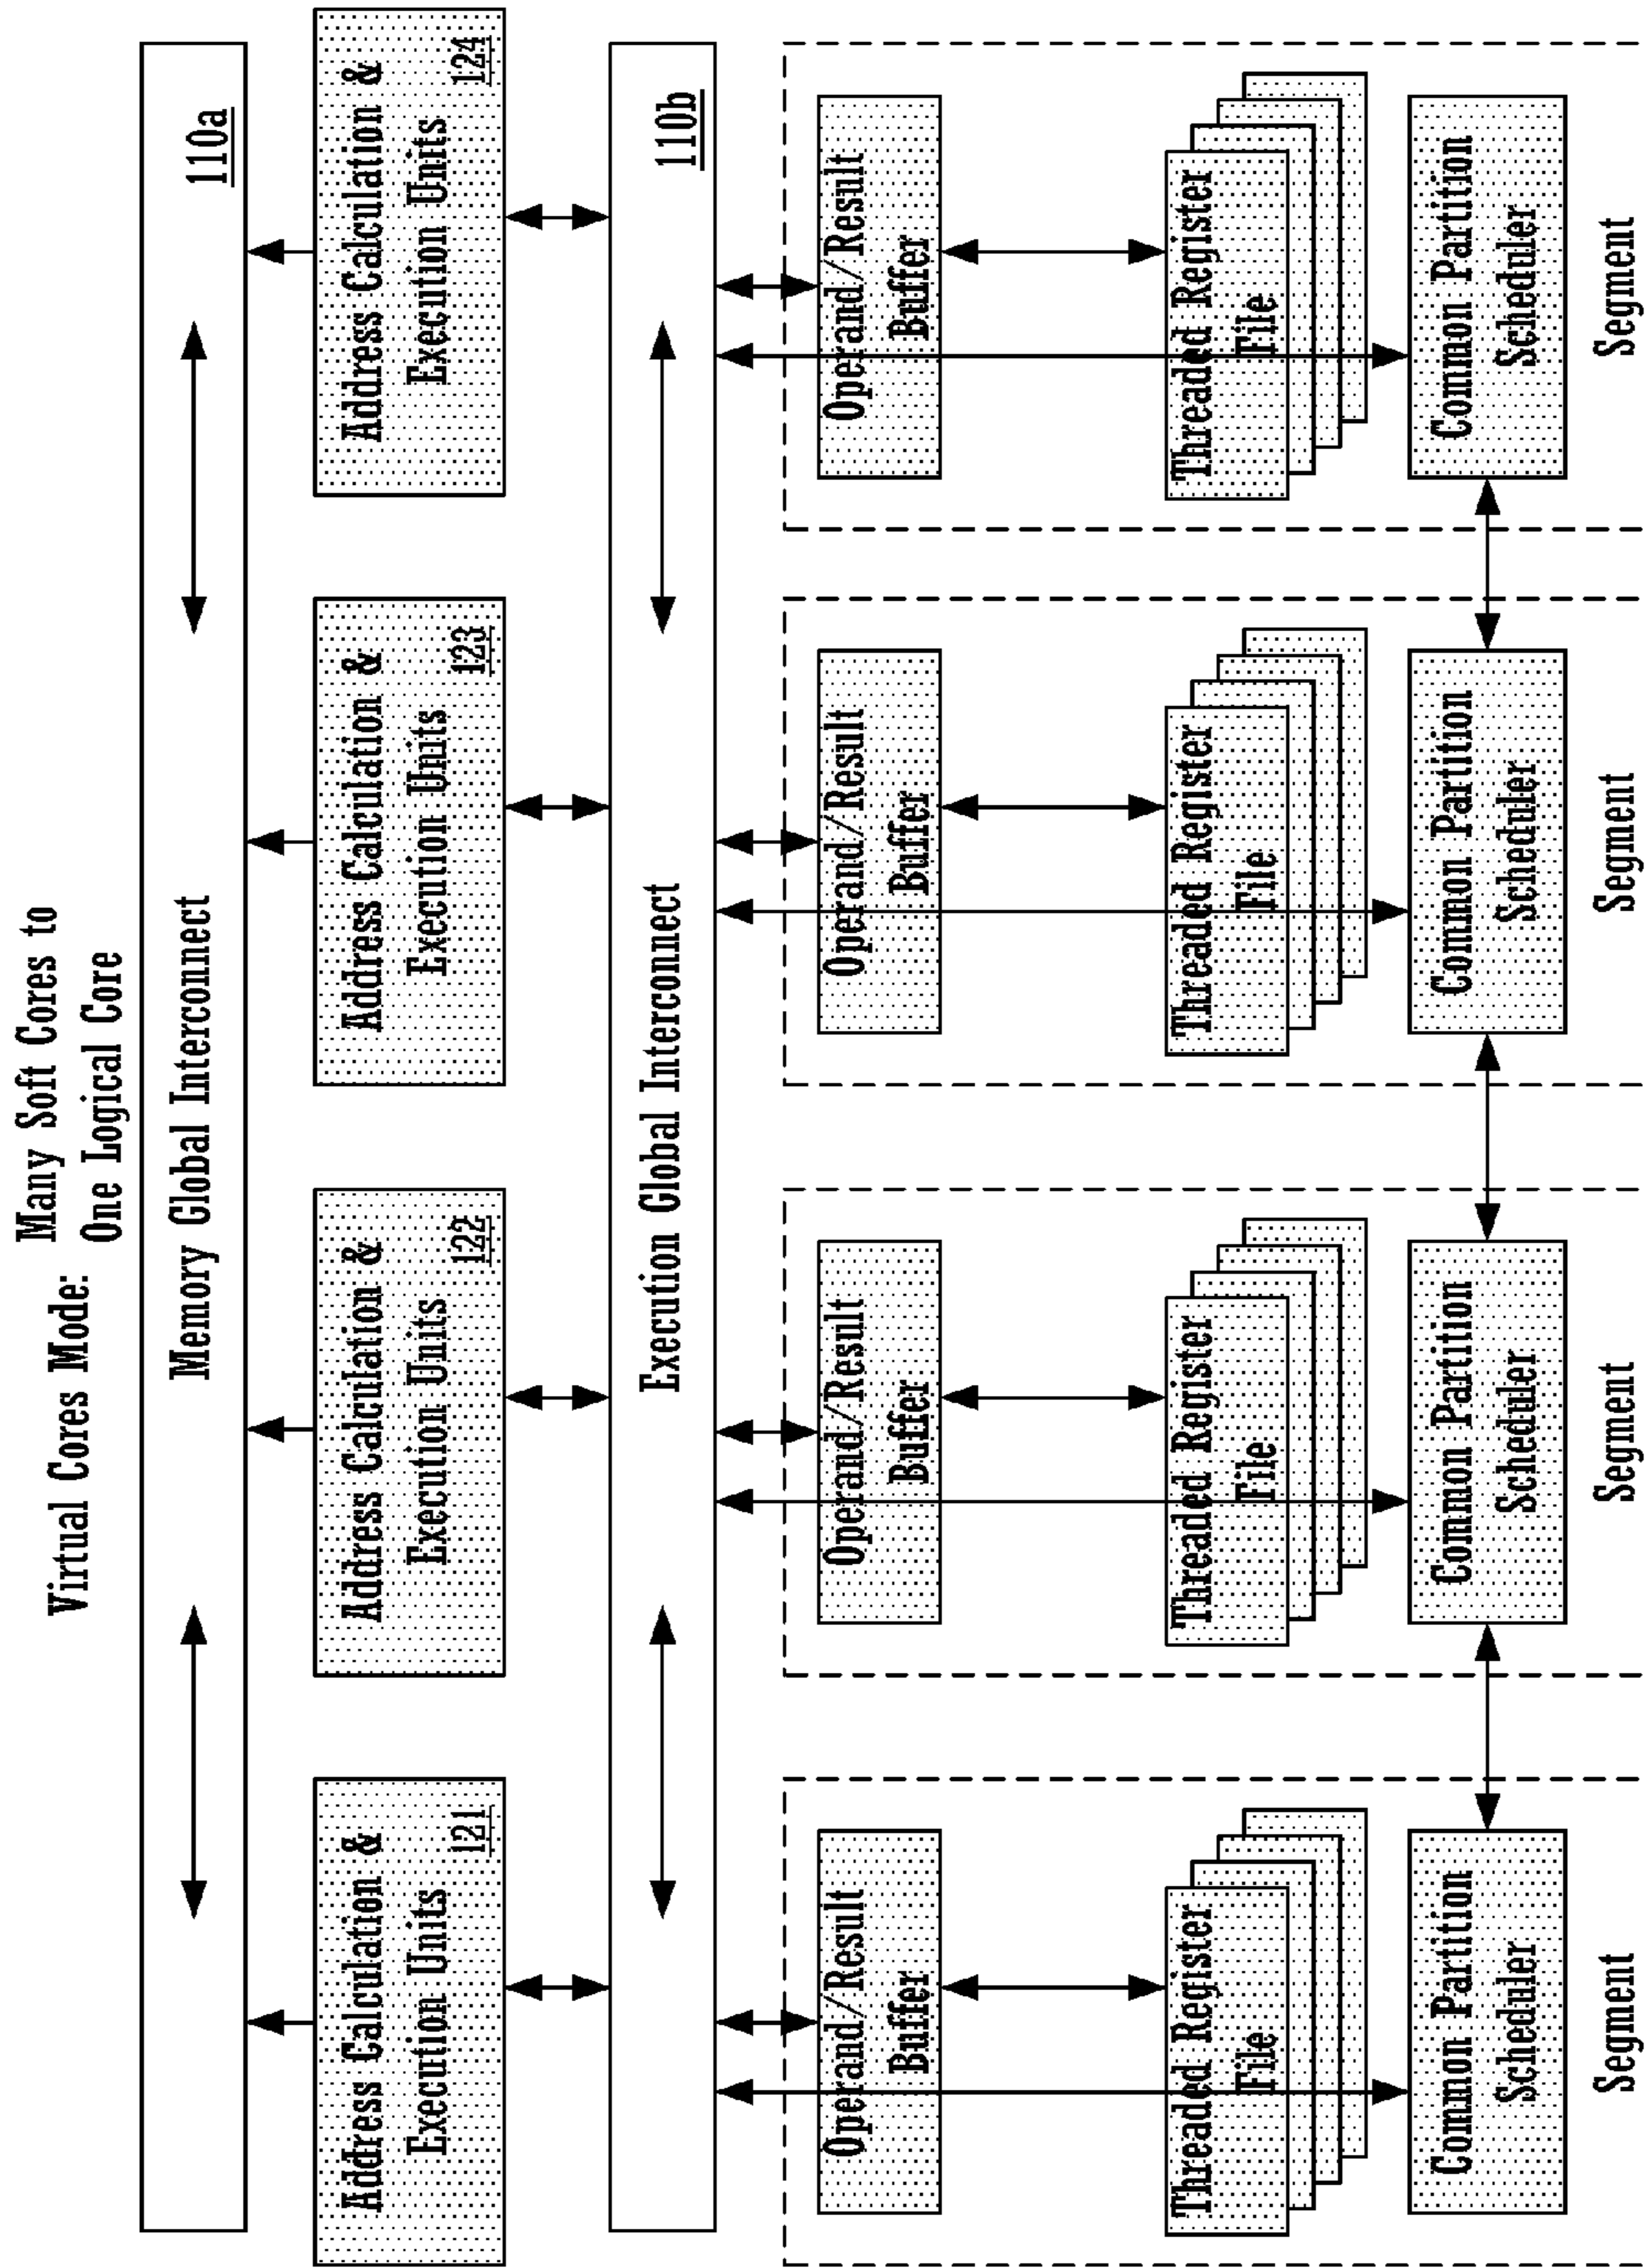 Virtual Cores Mode: Many Soft Cores to
One Logical Core
Memory Global Interconnect
110a
Address Calculation &
Execution Units
121
Address Calculation &
Execution Units
122
Address Calculation &
Execution Units
123
Address Calculation &
Execution Units
124
Execution Global Interconnect
110b
Operand/Result
Buffer
Operand/Result
Buffer
Operand/Result
Buffer
Operand/Result
Buffer
Threaded Register
File
Threaded Register
File
Threaded Register
File
Threaded Register
File
Common Partition
Scheduler
Common Partition
Scheduler
Common Partition
Scheduler
Common Partition
Scheduler
Segment
Segment
Segment
Segment